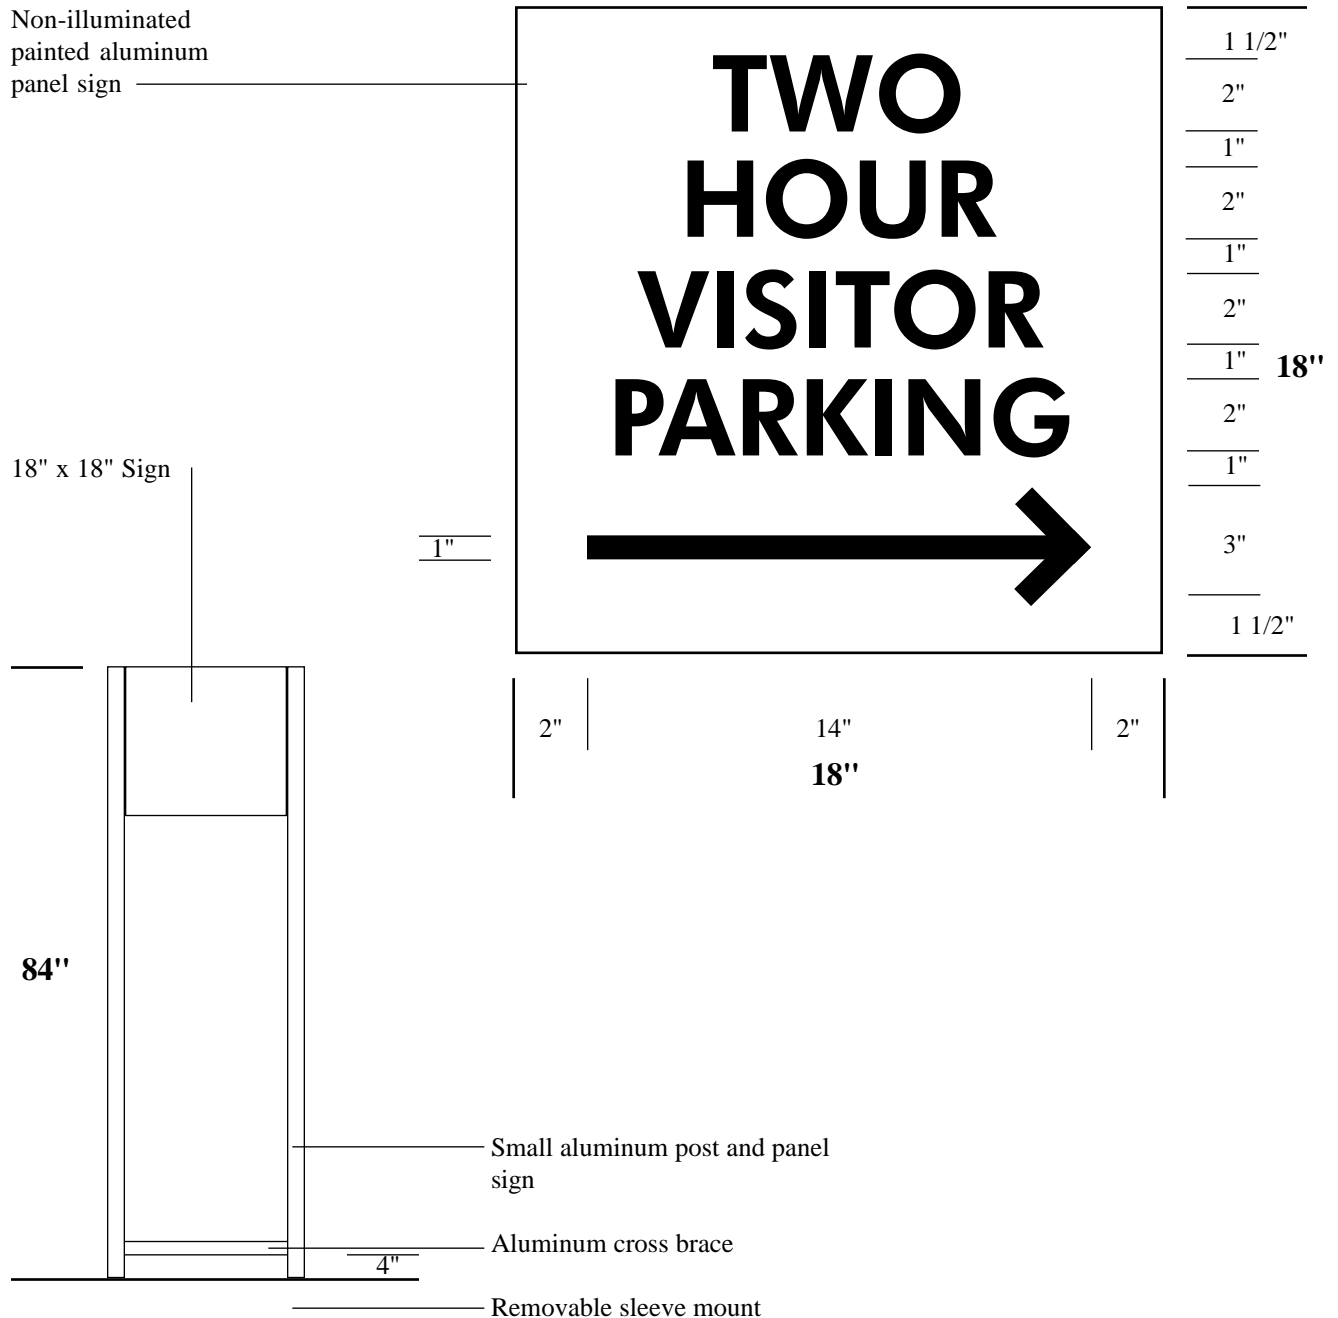 Non-illuminated
painted aluminum
panel sign
TWO
HOUR
VISITOR
PARKING
1 1/2"
2"
1"
2"
1"
2"
1"
18"
2"
1"
3"
1 1/2"
1"
2"
14"
2"
18"
18" x 18" Sign
84"
Small aluminum post and panel
sign
Aluminum cross brace
4"
Removable sleeve mount